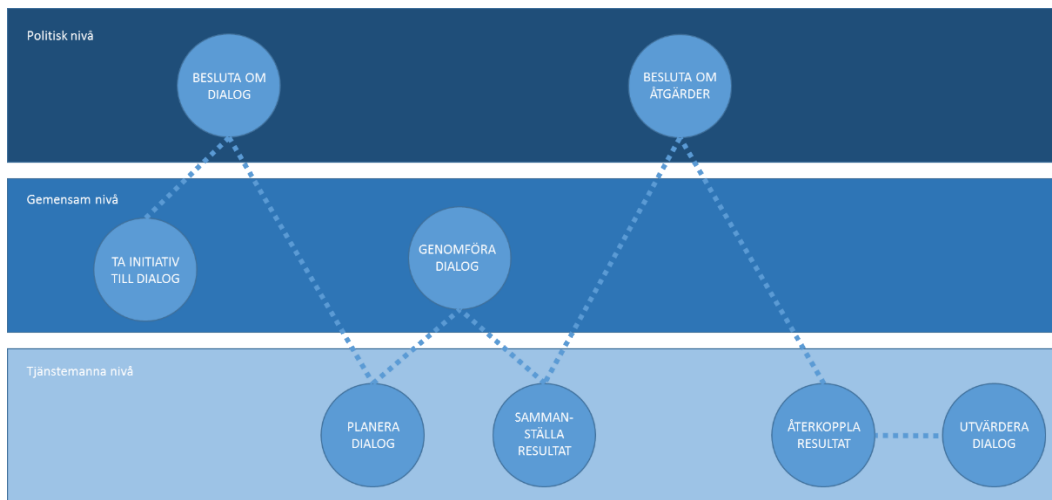 Politisk nivå
BESLUTA OM
DIALOG
BESLUTA OM
ÅTGÄRDER
Gemensam nivå
TA INITIATIV
TILL DIALOG
GENOMFÖRA
DIALOG
Tjänstemanna nivå
PLANERA
DIALOG
SAMMAN-
STÄLLA
RESULTAT
ÅTERKOPPLA
RESULTAT
UTVÄRDERA
DIALOG